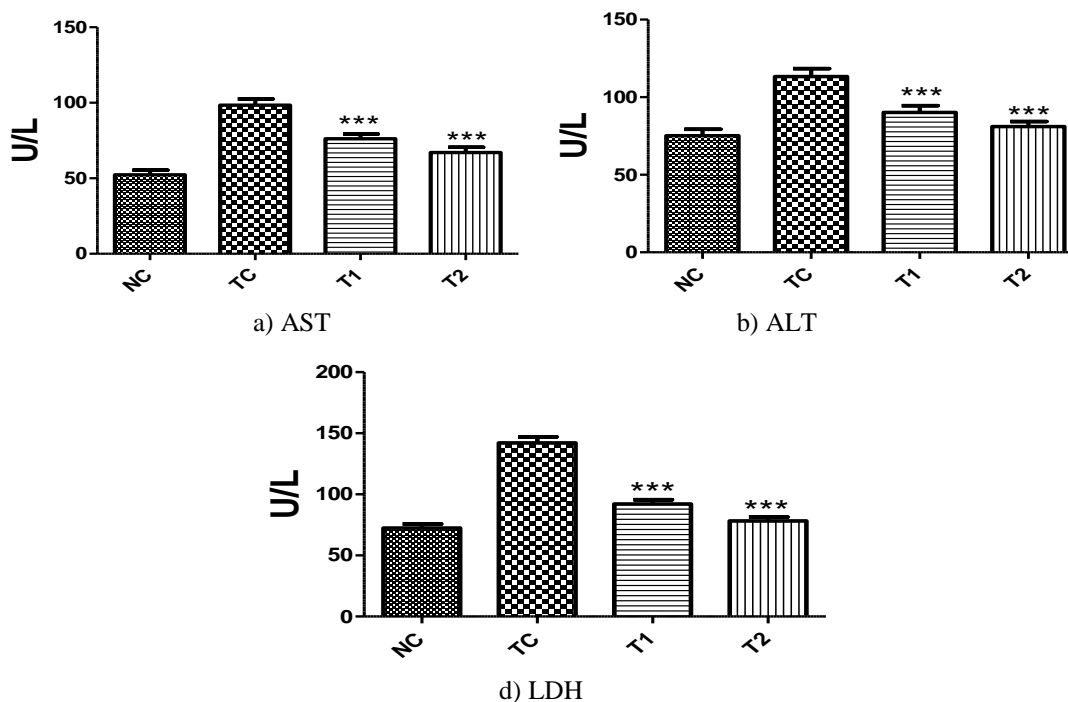 150
100
50
0
U/L
***
***
NC
TC
T1
T2
a) AST
150
100
50
0
U/L
***
***
NC
TC
T1
T2
b) ALT
200
150
100
50
0
U/L
***
***
NC
TC
T1
T2
d) LDH